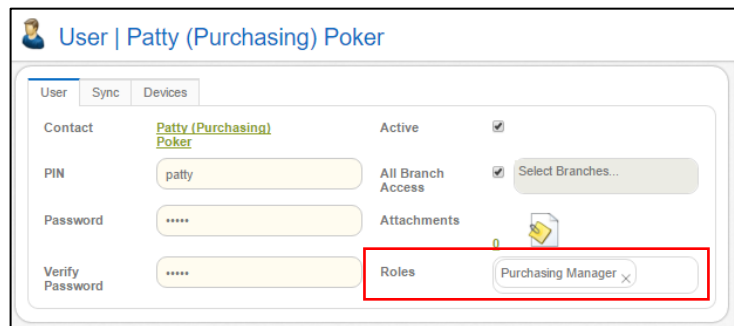 User | Patty (Purchasing) Poker
User Sync Devices
Contact Patty (Purchasing) Active
Poker
PIN patty All Branch Select Branches...
Access
Password ••••• Attachments
0
Verify ••••• Roles Purchasing Manager ×
Password